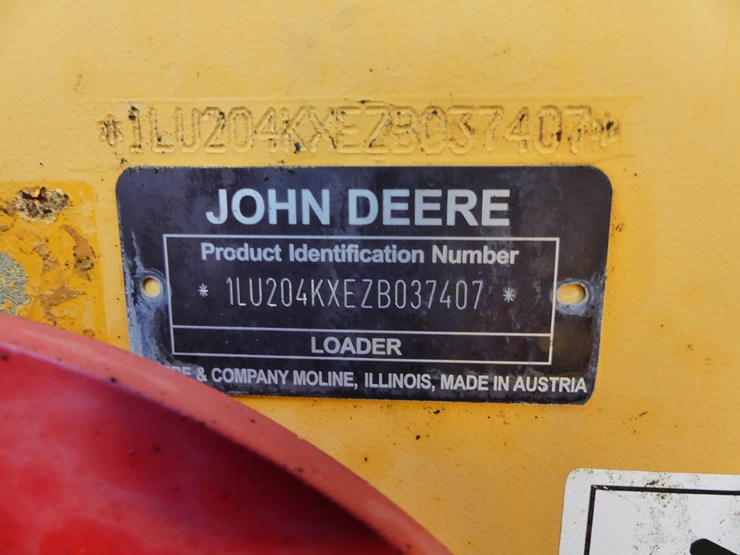 *1LU204KXEZB037407*
JOHN DEERE
Product Identification Number
* 1LU204KXEZB037407 *
LOADER
& COMPANY MOLINE, ILLINOIS, MADE IN AUSTRIA